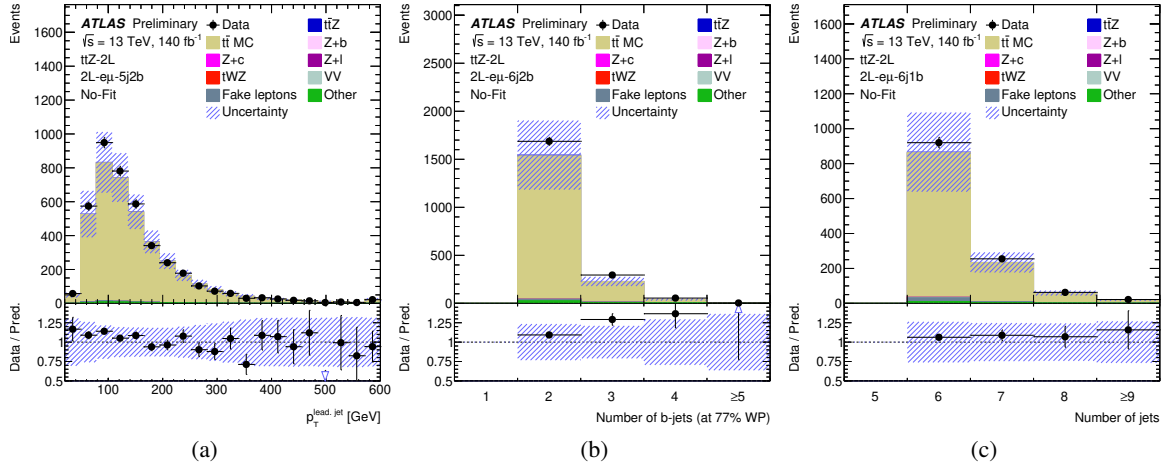 ATLAS Preliminary
√s = 13 TeV, 140 fb⁻¹
ttZ-2L
2L-eμ-5j2b
No-Fit
Data
tt̄ MC
Z+c
tWZ
Fake leptons
Uncertainty
tt̄Z
Z+b
Z+l
VV
Other
Events
1600
1400
1200
1000
800
600
400
200
0
Data / Pred.
1.25
1
0.75
0.5
100 200 300 400 500 600
p_T^lead. jet [GeV]
(a)
ATLAS Preliminary
√s = 13 TeV, 140 fb⁻¹
ttZ-2L
2L-eμ-6j2b
No-Fit
Data
tt̄ MC
Z+c
tWZ
Fake leptons
Uncertainty
tt̄Z
Z+b
Z+l
VV
Other
Events
3000
2500
2000
1500
1000
500
0
Data / Pred.
1.25
1
0.75
0.5
1 2 3 4 ≥5
Number of b-jets (at 77% WP)
(b)
ATLAS Preliminary
√s = 13 TeV, 140 fb⁻¹
ttZ-2L
2L-eμ-6j1b
No-Fit
Data
tt̄ MC
Z+c
tWZ
Fake leptons
Uncertainty
tt̄Z
Z+b
Z+l
VV
Other
Events
1600
1400
1200
1000
800
600
400
200
0
Data / Pred.
1.25
1
0.75
0.5
5 6 7 8 ≥9
Number of jets
(c)